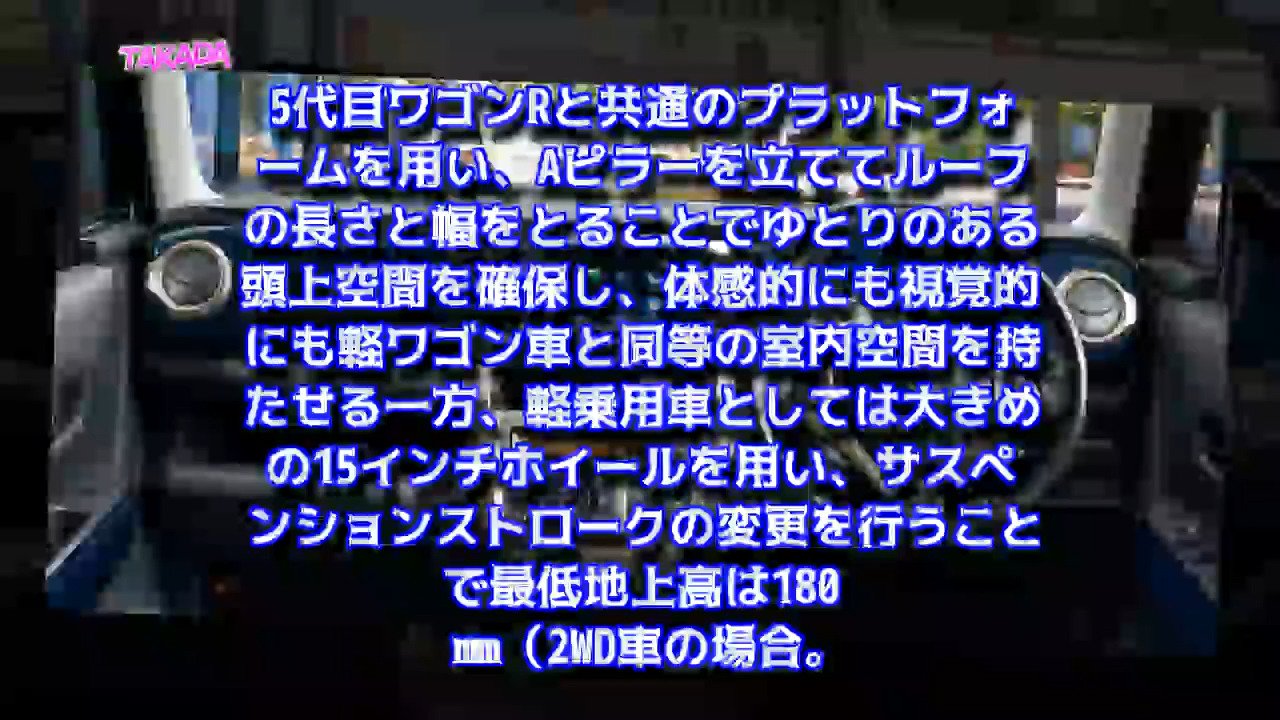 TAKADA
5代目ワゴンRと共通のプラットフォ
ームを用い、Aピラーを立ててルーフ
の長さと幅をとることでゆとりのある
頭上空間を確保し、体感的にも視覚的
にも軽ワゴン車と同等の室内空間を持
たせる一方、軽乗用車としては大きめ
の15インチホイールを用い、サスペ
ンションストロークの変更を行うこと
で最低地上高は180
mm（2WD車の場合。